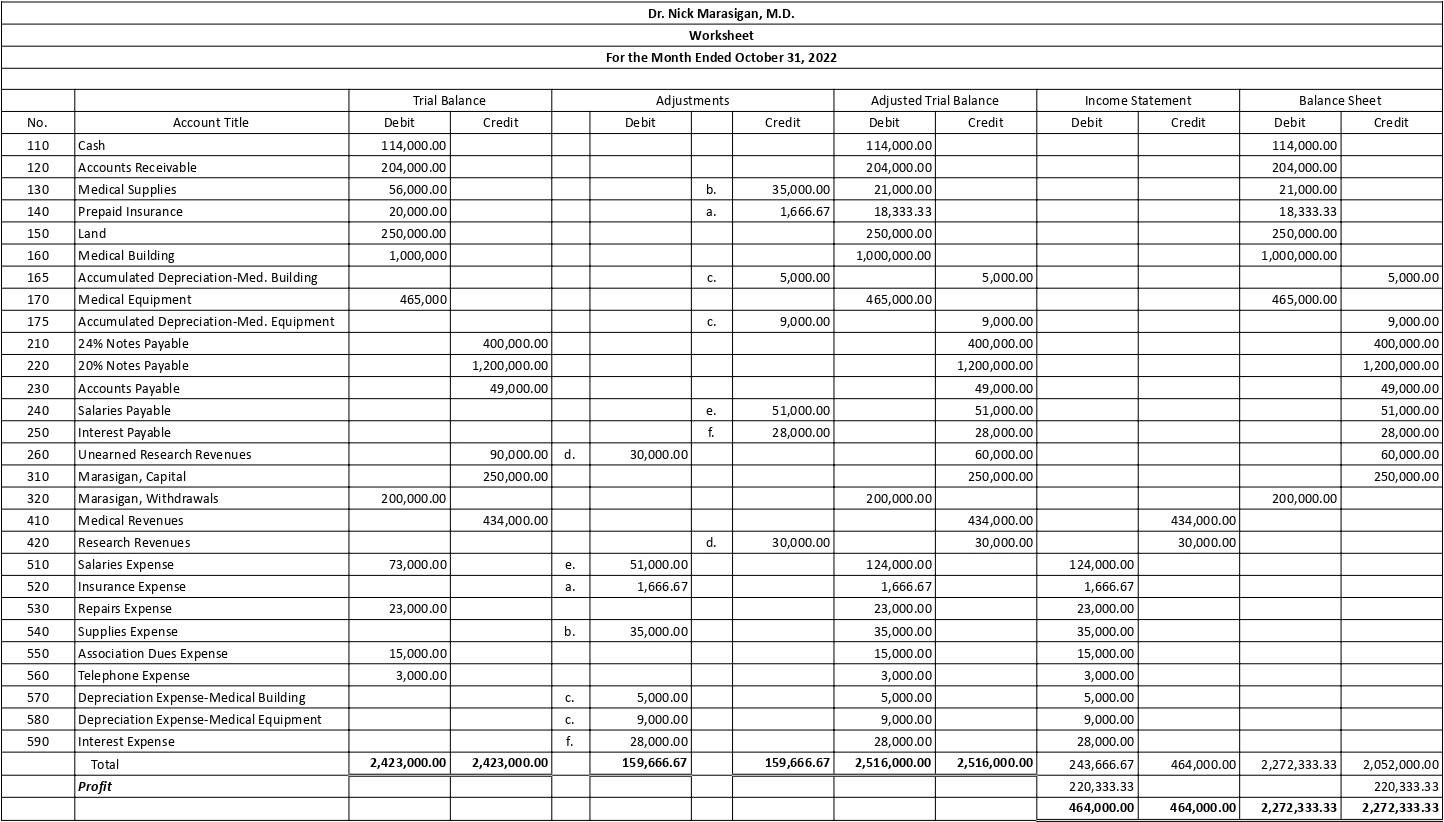 Dr. Nick Marasigan, M.D.
Worksheet
For the Month Ended October 31, 2022
Trial Balance Adjustments Adjusted Trial Balance Income Statement Balance Sheet
No. Account Title Debit Credit Debit Credit Debit Credit Debit Credit Debit Credit
110 Cash 114,000.00 114,000.00 114,000.00
120 Accounts Receivable 204,000.00 204,000.00 204,000.00
130 Medical Supplies 56,000.00 b. 35,000.00 21,000.00 21,000.00
140 Prepaid Insurance 20,000.00 a. 1,666.67 18,333.33 18,333.33
150 Land 250,000.00 250,000.00 250,000.00
160 Medical Building 1,000,000 1,000,000.00 1,000,000.00
165 Accumulated Depreciation-Med. Building c. 5,000.00 5,000.00 5,000.00
170 Medical Equipment 465,000 465,000.00 465,000.00
175 Accumulated Depreciation-Med. Equipment c. 9,000.00 9,000.00 9,000.00
210 24% Notes Payable 400,000.00 400,000.00 400,000.00
220 20% Notes Payable 1,200,000.00 1,200,000.00 1,200,000.00
230 Accounts Payable 49,000.00 49,000.00 49,000.00
240 Salaries Payable e. 51,000.00 51,000.00 51,000.00
250 Interest Payable f. 28,000.00 28,000.00 28,000.00
260 Unearned Research Revenues 90,000.00 d. 30,000.00 60,000.00 60,000.00
310 Marasigan, Capital 250,000.00 250,000.00 250,000.00
320 Marasigan, Withdrawals 200,000.00 200,000.00 200,000.00
410 Medical Revenues 434,000.00 434,000.00 434,000.00
420 Research Revenues d. 30,000.00 30,000.00 30,000.00
510 Salaries Expense 73,000.00 e. 51,000.00 124,000.00 124,000.00
520 Insurance Expense a. 1,666.67 1,666.67 1,666.67
530 Repairs Expense 23,000.00 23,000.00 23,000.00
540 Supplies Expense b. 35,000.00 35,000.00 35,000.00
550 Association Dues Expense 15,000.00 15,000.00 15,000.00
560 Telephone Expense 3,000.00 3,000.00 3,000.00
570 Depreciation Expense-Medical Building c. 5,000.00 5,000.00 5,000.00
580 Depreciation Expense-Medical Equipment c. 9,000.00 9,000.00 9,000.00
590 Interest Expense f. 28,000.00 28,000.00 28,000.00
Total 2,423,000.00 2,423,000.00 159,666.67 159,666.67 2,516,000.00 2,516,000.00 243,666.67 464,000.00 2,272,333.33 2,052,000.00
Profit 220,333.33 220,333.33
464,000.00 464,000.00 2,272,333.33 2,272,333.33